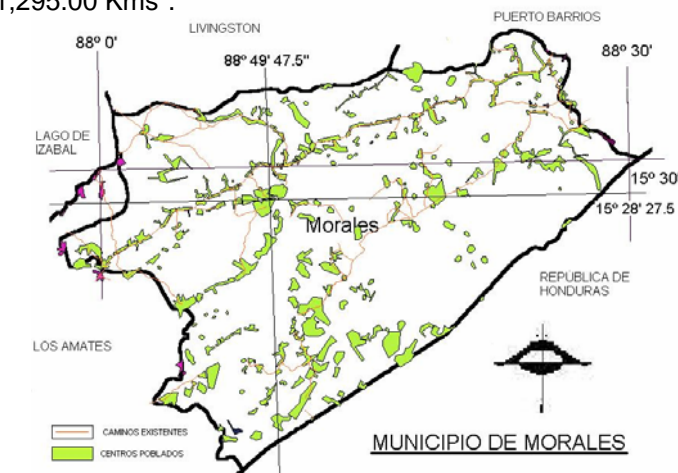 1,295.00 Kms².
LIVINGSTON
PUERTO BARRIOS
88º 0'
88º 49' 47.5"
88º 30'
LAGO DE
IZABAL
15º 30'
15º 28' 27.5
Morales
REPÚBLICA DE
HONDURAS
LOS AMATES
CAMINOS EXISTENTES
CENTROS POBLADOS
MUNICIPIO DE MORALES